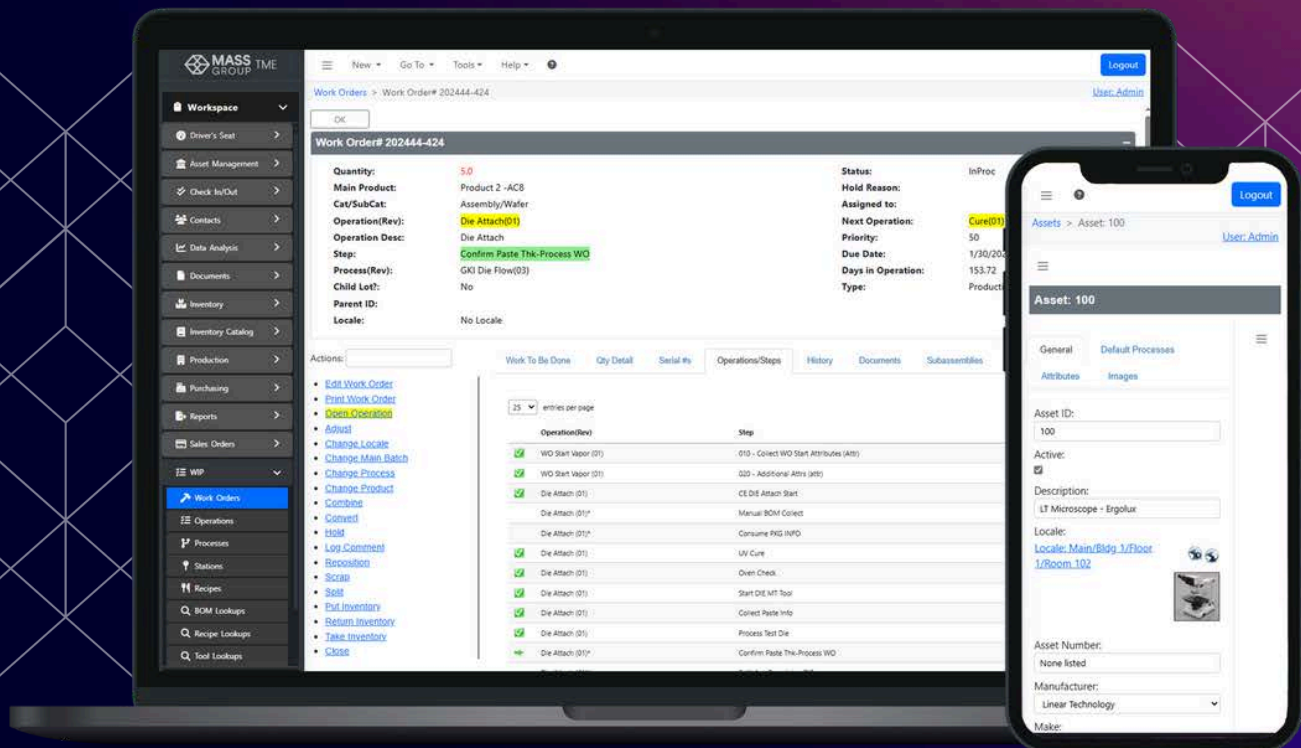 MASS TME
GROUP
New Go To Tools Help
Logout
Work Orders > Work Order# 202444-424
User: Admin
Workspace
Driver's Seat
Asset Management
Check In/Out
Contacts
Data Analysis
Documents
Inventory
Inventory Catalog
Production
Purchasing
Reports
Sales Orders
WIP
Work Orders
Operations
Processes
Stations
Recipes
BOM Lookups
Recipe Lookups
Tool Lookups
OK
Work Order# 202444-424
Quantity: 5.0
Main Product: Product 2 -AC8
Cat/SubCat: Assembly/Wafer
Operation(Rev): Die Attach(01)
Operation Desc: Die Attach
Step: Confirm Paste Thk-Process WO
Process(Rev): GKI Die Flow(03)
Child Lot?: No
Parent ID:
Locale: No Locale
Status: InProc
Hold Reason:
Assigned to:
Next Operation: Cure(01)
Priority: 50
Due Date: 1/30/202
Days in Operation: 153.72
Type: Producti
Actions:
Edit Work Order
Print Work Order
Open Operation
Adjust
Change Locale
Change Main Batch
Change Process
Change Product
Combine
Convert
Hold
Log Comment
Reposition
Scrap
Split
Put Inventory
Return Inventory
Take Inventory
Close
Work To Be Done Qty Detail Serial #s Operations/Steps History Documents Subassemblies
25 entries per page
Operation(Rev) Step
WO Start Vapor (01) 010 - Collect WO Start Attributes (Attr)
WO Start Vapor (01) 020 - Additional Attrs (attr)
Die Attach (01) CE DIE Attach Start
Die Attach (01)* Manual BOM Collect
Die Attach (01)* Consume PKG INFO
Die Attach (01) UV Cure
Die Attach (01) Oven Check
Die Attach (01) Start DIE MT Tool
Die Attach (01) Collect Paste Info
Die Attach (01) Process Test Die
Die Attach (01)* Confirm Paste Thk-Process WO
Logout
Assets > Asset: 100
User: Admin
Asset: 100
General Default Processes
Attributes Images
Asset ID:
100
Active:
Description:
LT Microscope - Ergolux
Locale:
Locale: Main/Bldg 1/Floor
1/Room 102
Asset Number:
None listed
Manufacturer:
Linear Technology
Make: